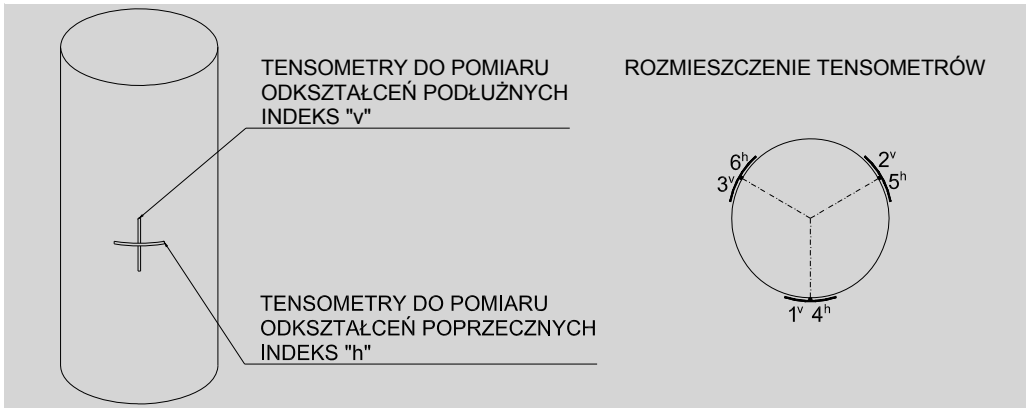 TENSOMETRY DO POMIARU
ODKSZTAŁCEŃ PODŁUŻNYCH
INDEKS "v"
TENSOMETRY DO POMIARU
ODKSZTAŁCEŃ POPRZECZNYCH
INDEKS "h"
ROZMIESZCZENIE TENSOMETRÓW
6ʰ 2ᵛ
3ᵛ 5ʰ
1ᵛ 4ʰ